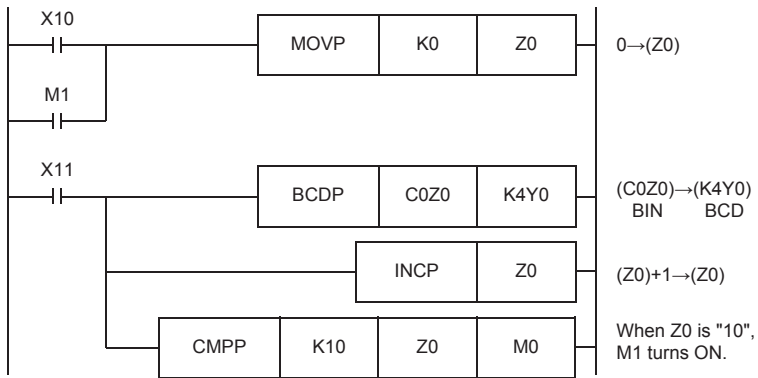 X10
MOVP K0 Z0 0→(Z0)
M1
X11
BCDP C0Z0 K4Y0 (C0Z0)→(K4Y0)
BIN BCD
INCP Z0 (Z0)+1→(Z0)
CMPP K10 Z0 M0 When Z0 is "10",
M1 turns ON.